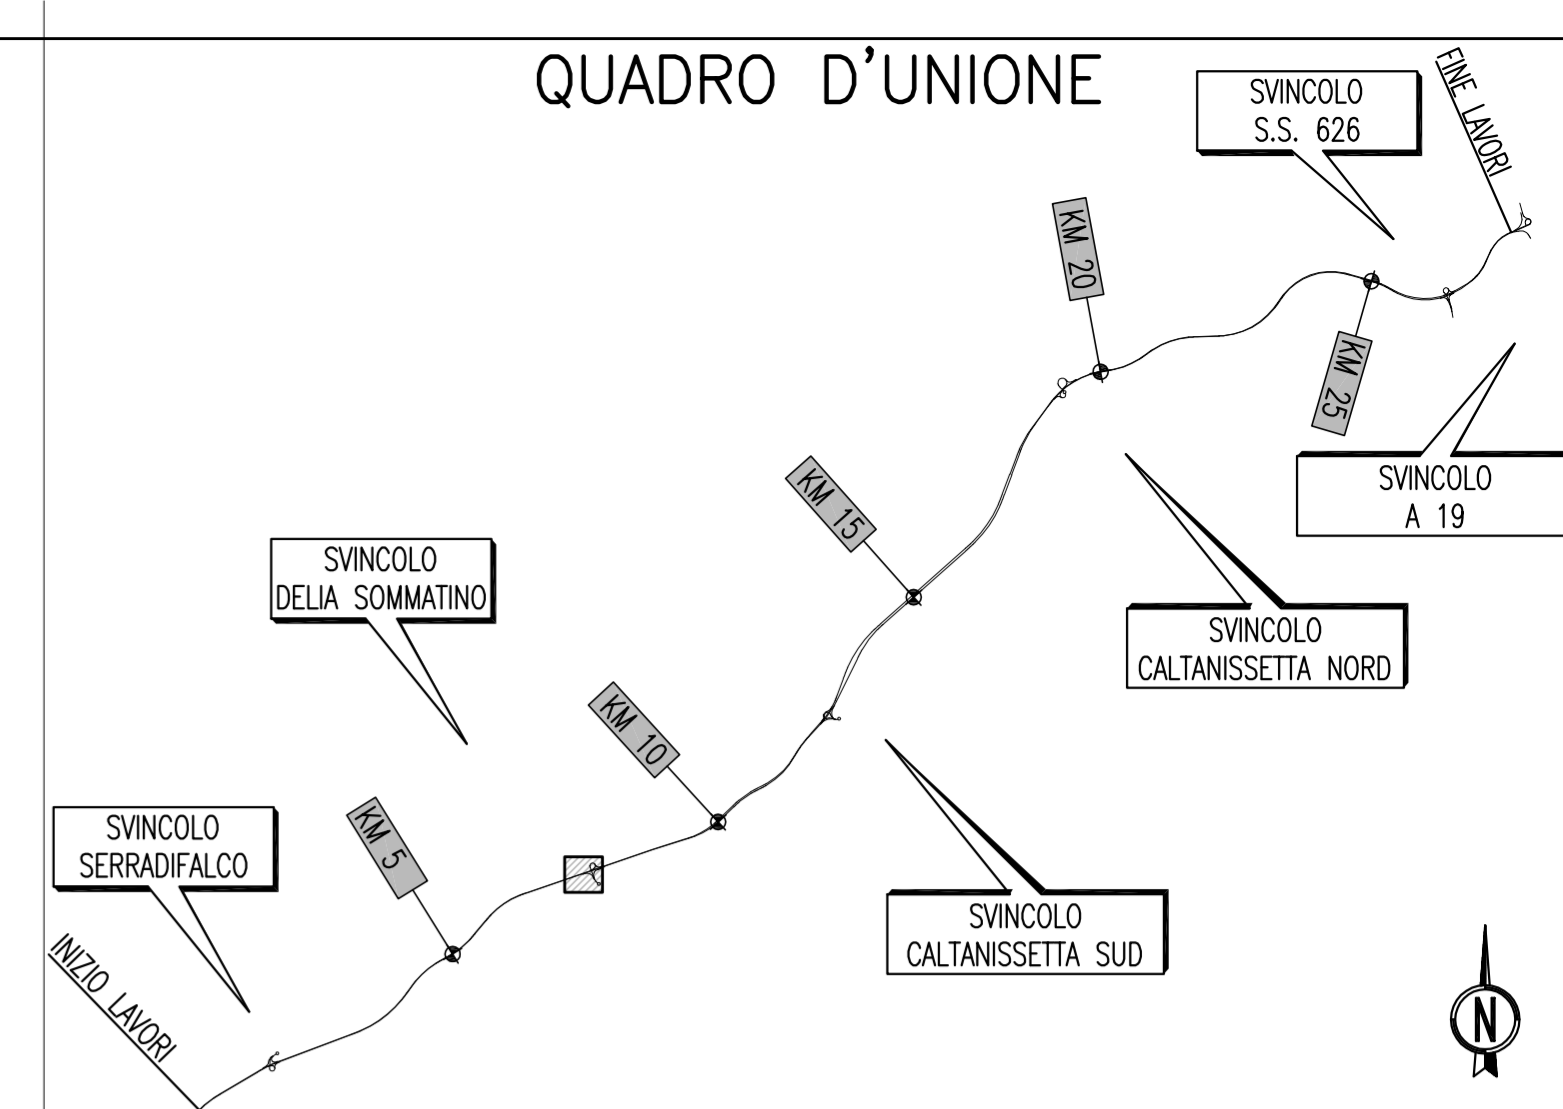 QUADRO D'UNIONE
SVINCOLO
S.S. 626
FINE LAVORI
KM 20
KM 25
SVINCOLO
A 19
KM 15
SVINCOLO
DELIA SOMMATINO
SVINCOLO
CALTANISSETTA NORD
KM 10
KM 5
SVINCOLO
SERRADIFALCO
SVINCOLO
CALTANISSETTA SUD
INIZIO LAVORI
N